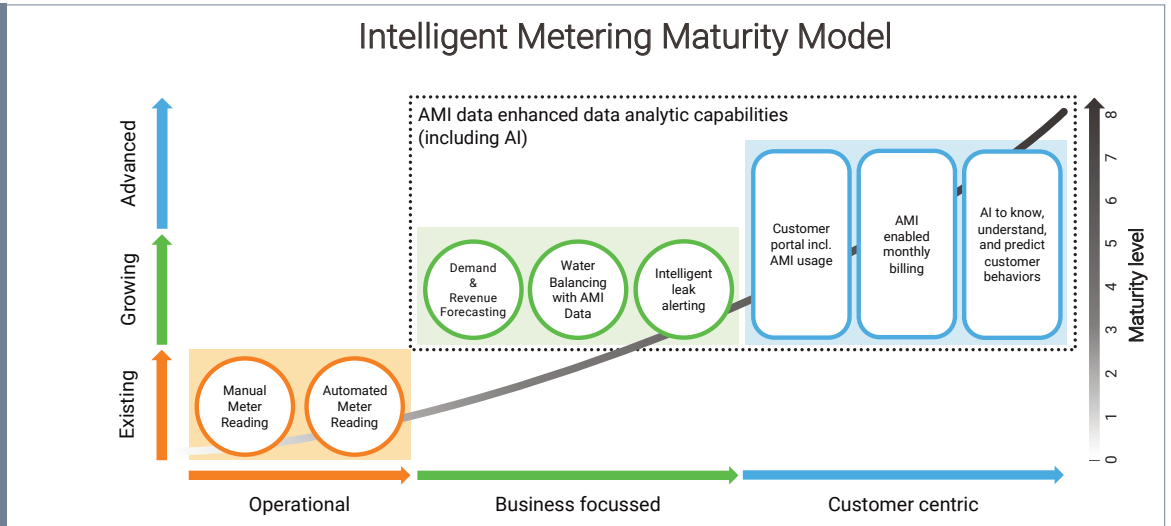 Intelligent Metering Maturity Model
AMI data enhanced data analytic capabilities
(including AI)
Advanced
Growing
Existing
Demand
&
Revenue
Forecasting
Water
Balancing
with AMI
Data
Intelligent
leak
alerting
Customer
portal incl.
AMI usage
AMI
enabled
monthly
billing
AI to know,
understand,
and predict
customer
behaviors
Manual
Meter
Reading
Automated
Meter
Reading
8
7
6
5
4
3
2
1
0
Maturity level
Operational
Business focussed
Customer centric